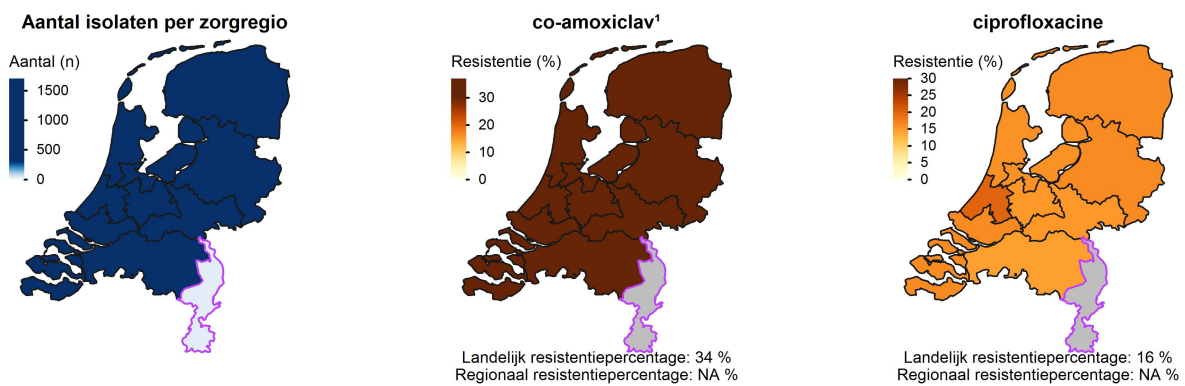 Aantal isolaten per zorgregio
Aantal (n)
1500
1000
500
0
co-amoxiclav¹
Resistentie (%)
30
20
10
0
Landelijk resistentiepercentage: 34 %
Regionaal resistentiepercentage: NA %
ciprofloxacine
Resistentie (%)
30
25
20
15
10
5
0
Landelijk resistentiepercentage: 16 %
Regionaal resistentiepercentage: NA %